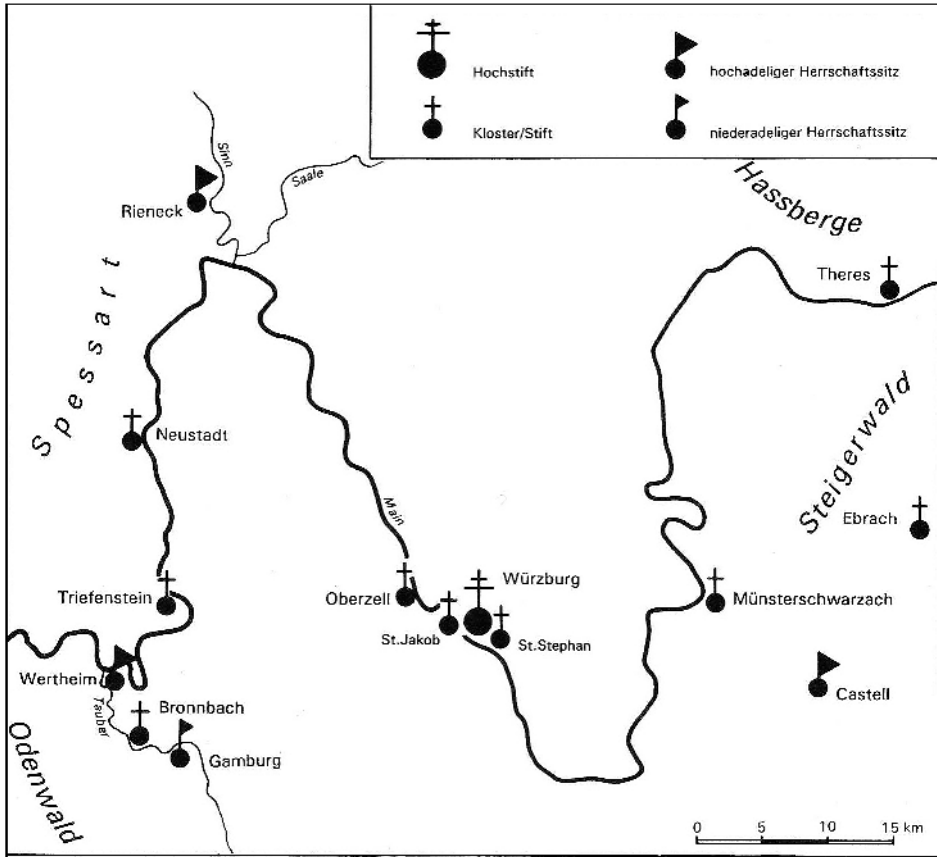 Hochstift
hochadeliger Herrschaftssitz
Kloster/Stift
niederadeliger Herrschaftssitz
Sinn
Saale
Rieneck
Hassberge
Theres
Spessart
Neustadt
Steigerwald
Main
Ebrach
Triefenstein
Oberzell
Würzburg
Münsterschwarzach
St.Jakob
St.Stephan
Wertheim
Castell
Tauber
Bronnbach
Gamburg
Odenwald
0 5 10 15 km